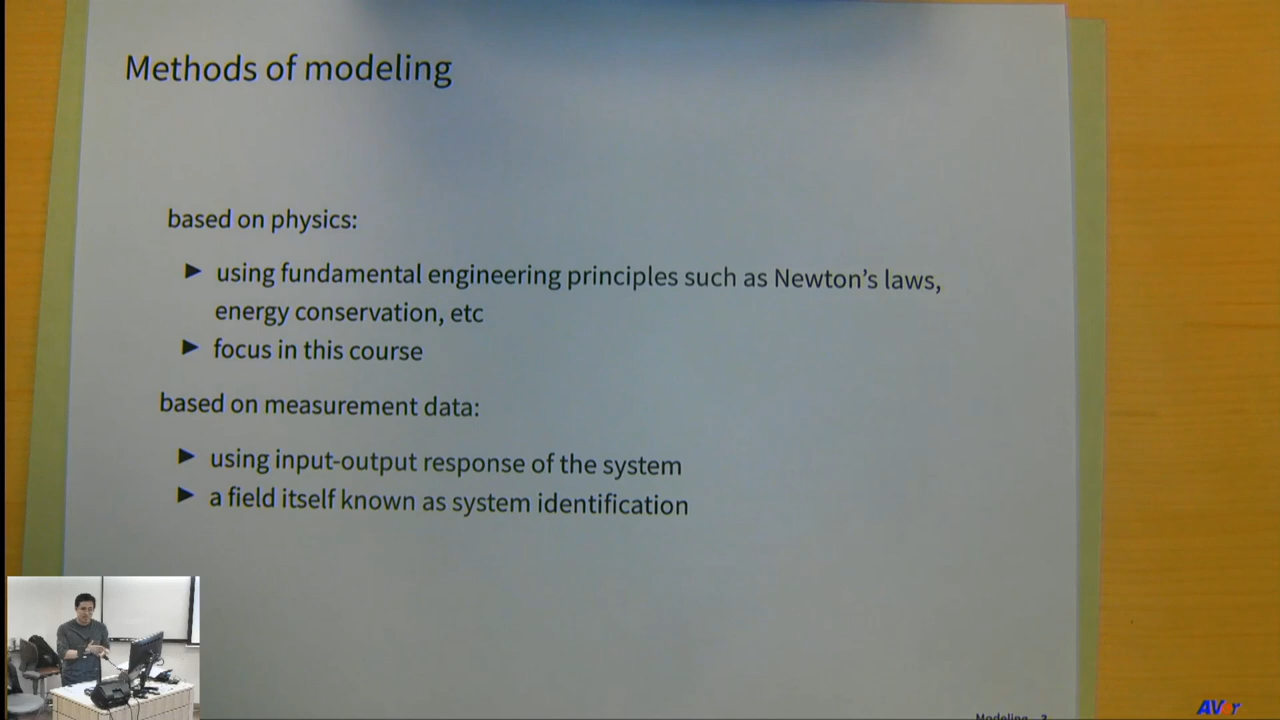 Methods of modeling
based on physics:
► using fundamental engineering principles such as Newton's laws,
energy conservation, etc
► focus in this course
based on measurement data:
► using input-output response of the system
► a field itself known as system identification
Modeling
AVer